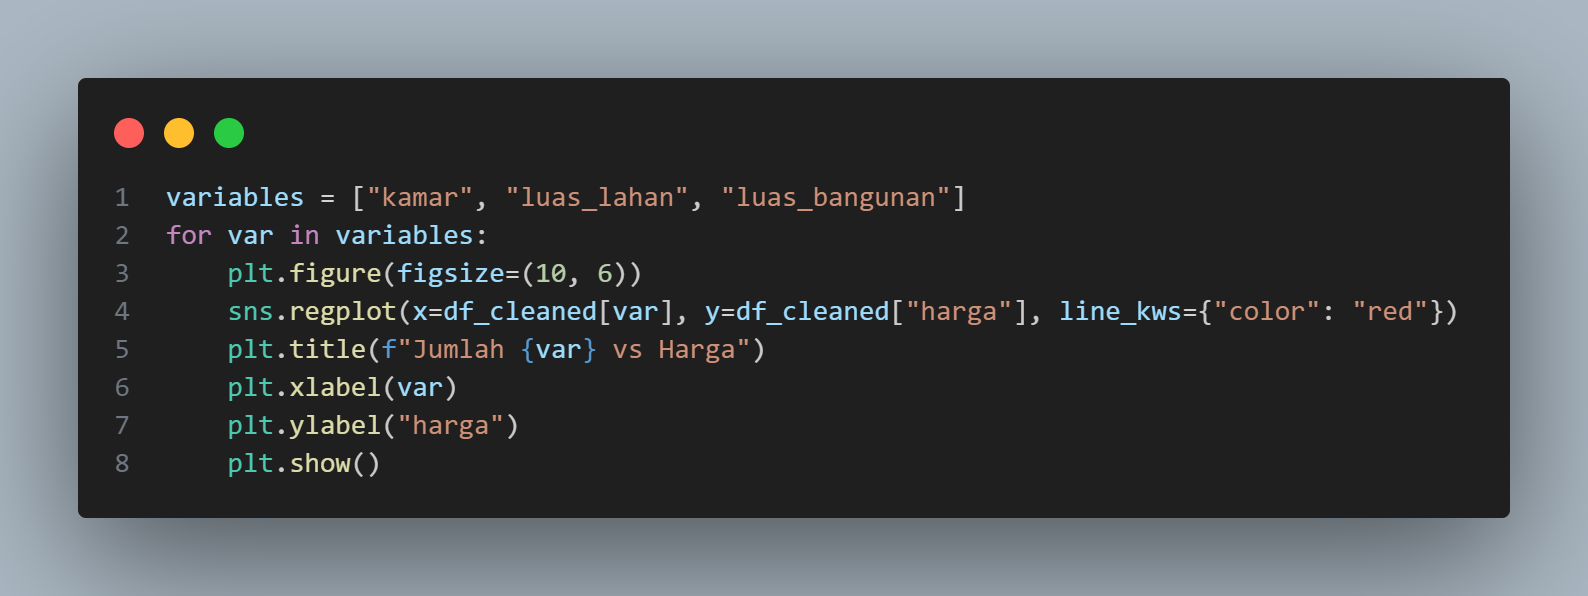 1 variables = ["kamar", "luas_lahan", "luas_bangunan"]
2 for var in variables:
3     plt.figure(figsize=(10, 6))
4     sns.regplot(x=df_cleaned[var], y=df_cleaned["harga"], line_kws={"color": "red"})
5     plt.title(f"Jumlah {var} vs Harga")
6     plt.xlabel(var)
7     plt.ylabel("harga")
8     plt.show()